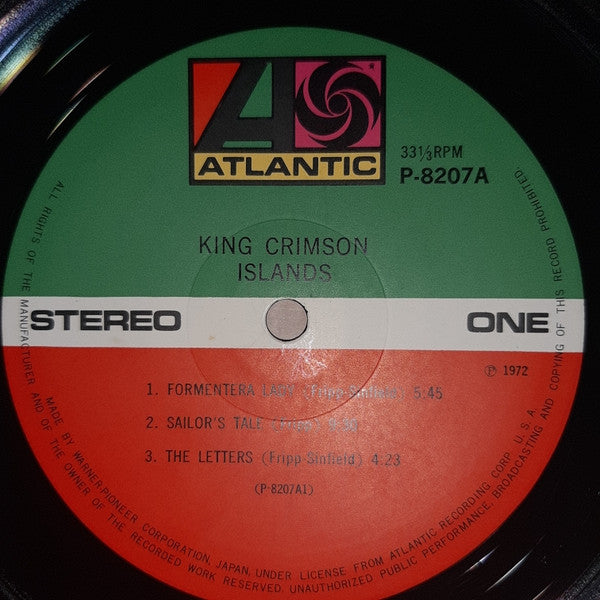 ATLANTIC
33⅓RPM
P-8207A
KING CRIMSON
ISLANDS
STEREO
ONE
℗ 1972
1. FORMENTERA (Fripp-Sinfield) 5:45
2. SAILOR'S TALE (Fripp)
3. THE LETTERS (Fripp-Sinfield) 4.23
(P-8207A1)
ALL RIGHTS OF THE MANUFACTURER AND OF THE OWNER OF THE RECORDED WORK RESERVED. UNAUTHORIZED PUBLIC PERFORMANCE, BROADCASTING AND COPYING OF THIS RECORD PROHIBITED.
MADE BY WARNER-PIONEER CORPORATION, JAPAN, UNDER LICENSE FROM ATLANTIC RECORDING CORP. U.S.A.